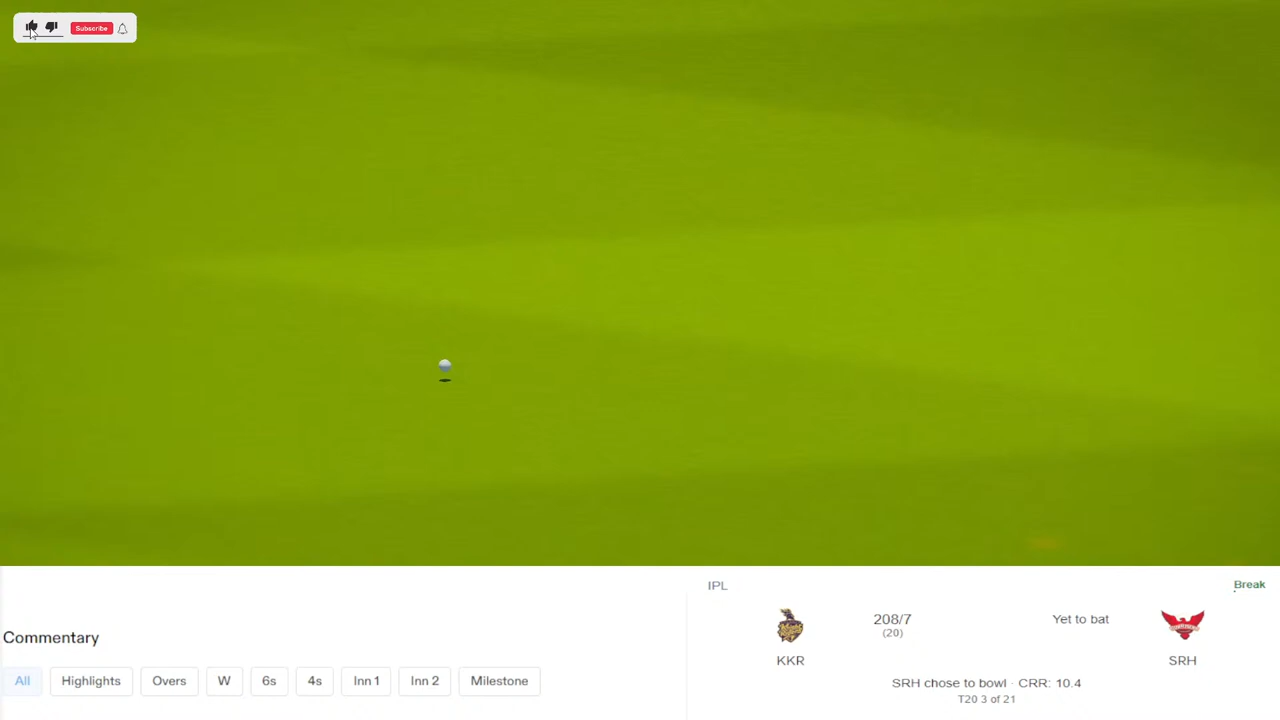 Subscribe
IPL
Break
208/7
(20)
Yet to bat
KKR
SRH
SRH chose to bowl · CRR: 10.4
T20 3 of 21
Commentary
All
Highlights
Overs
W
6s
4s
Inn 1
Inn 2
Milestone